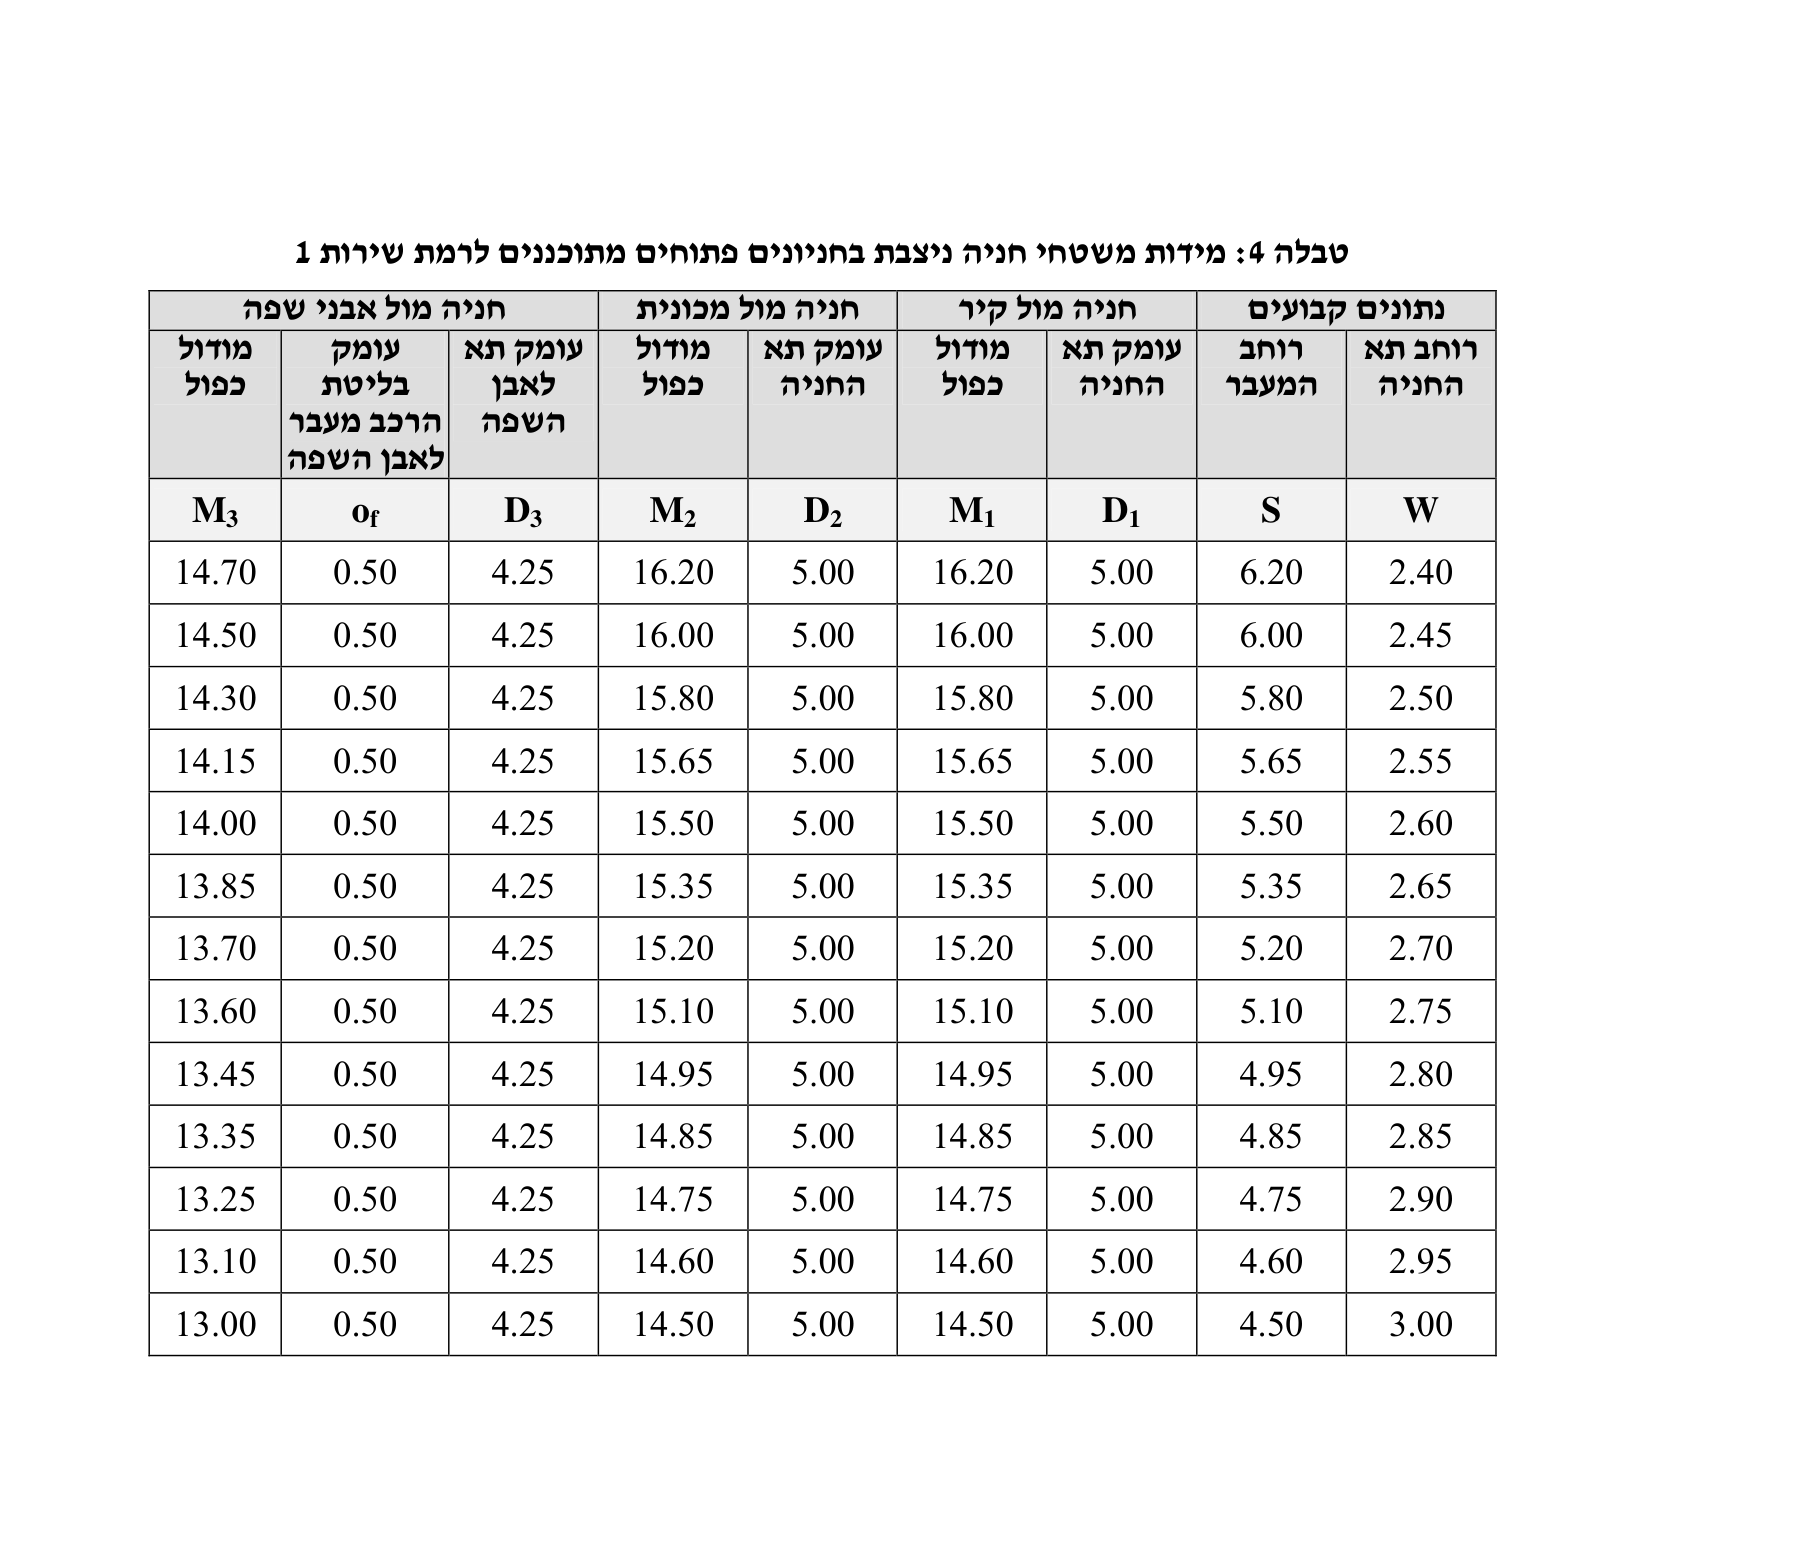 טבלה 4: מידות משטחי חניה ניצבת בחניונים פתוחים מתוכננים לרמת שירות 1
נתונים קבועים חניה מול קיר חניה מול מכונית חניה מול אבני שפה
רוחב תא רוחב עומק תא מודול עומק תא מודול עומק תא עומק מודול
החניה המעבר החניה כפול החניה כפול לאבן בליטת כפול
השפה הרכב מעבר
לאבן השפה
W S D1 M1 D2 M2 D3 of M3
2.40 6.20 5.00 16.20 5.00 16.20 4.25 0.50 14.70
2.45 6.00 5.00 16.00 5.00 16.00 4.25 0.50 14.50
2.50 5.80 5.00 15.80 5.00 15.80 4.25 0.50 14.30
2.55 5.65 5.00 15.65 5.00 15.65 4.25 0.50 14.15
2.60 5.50 5.00 15.50 5.00 15.50 4.25 0.50 14.00
2.65 5.35 5.00 15.35 5.00 15.35 4.25 0.50 13.85
2.70 5.20 5.00 15.20 5.00 15.20 4.25 0.50 13.70
2.75 5.10 5.00 15.10 5.00 15.10 4.25 0.50 13.60
2.80 4.95 5.00 14.95 5.00 14.95 4.25 0.50 13.45
2.85 4.85 5.00 14.85 5.00 14.85 4.25 0.50 13.35
2.90 4.75 5.00 14.75 5.00 14.75 4.25 0.50 13.25
2.95 4.60 5.00 14.60 5.00 14.60 4.25 0.50 13.10
3.00 4.50 5.00 14.50 5.00 14.50 4.25 0.50 13.00